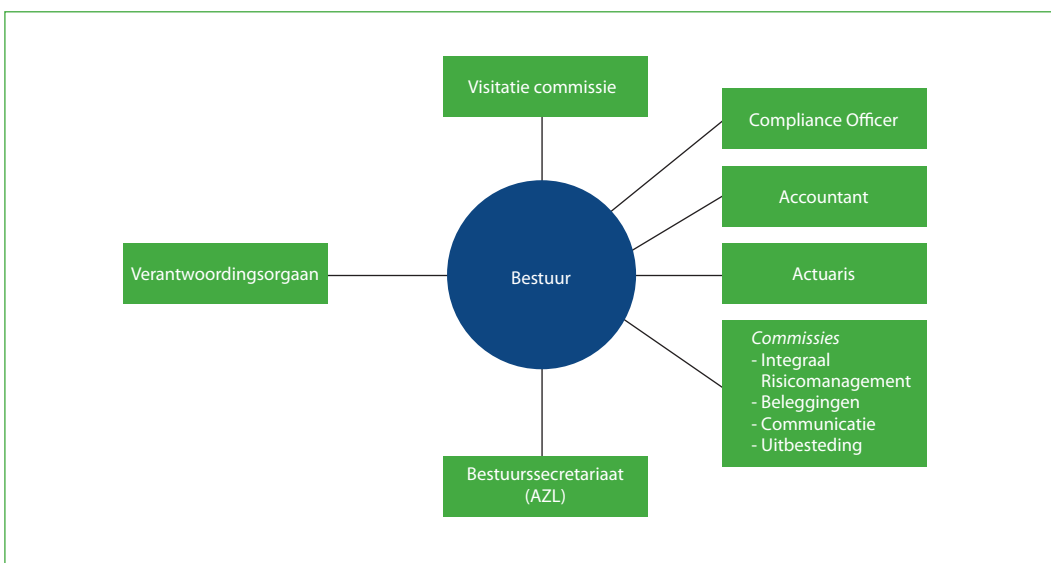 Visitatie commissie
Compliance Officer
Accountant
Verantwoordingsorgaan
Bestuur
Actuaris
Commissies
- Integraal
Risicomanagement
- Beleggingen
- Communicatie
- Uitbesteding
Bestuurssecretariaat
(AZL)